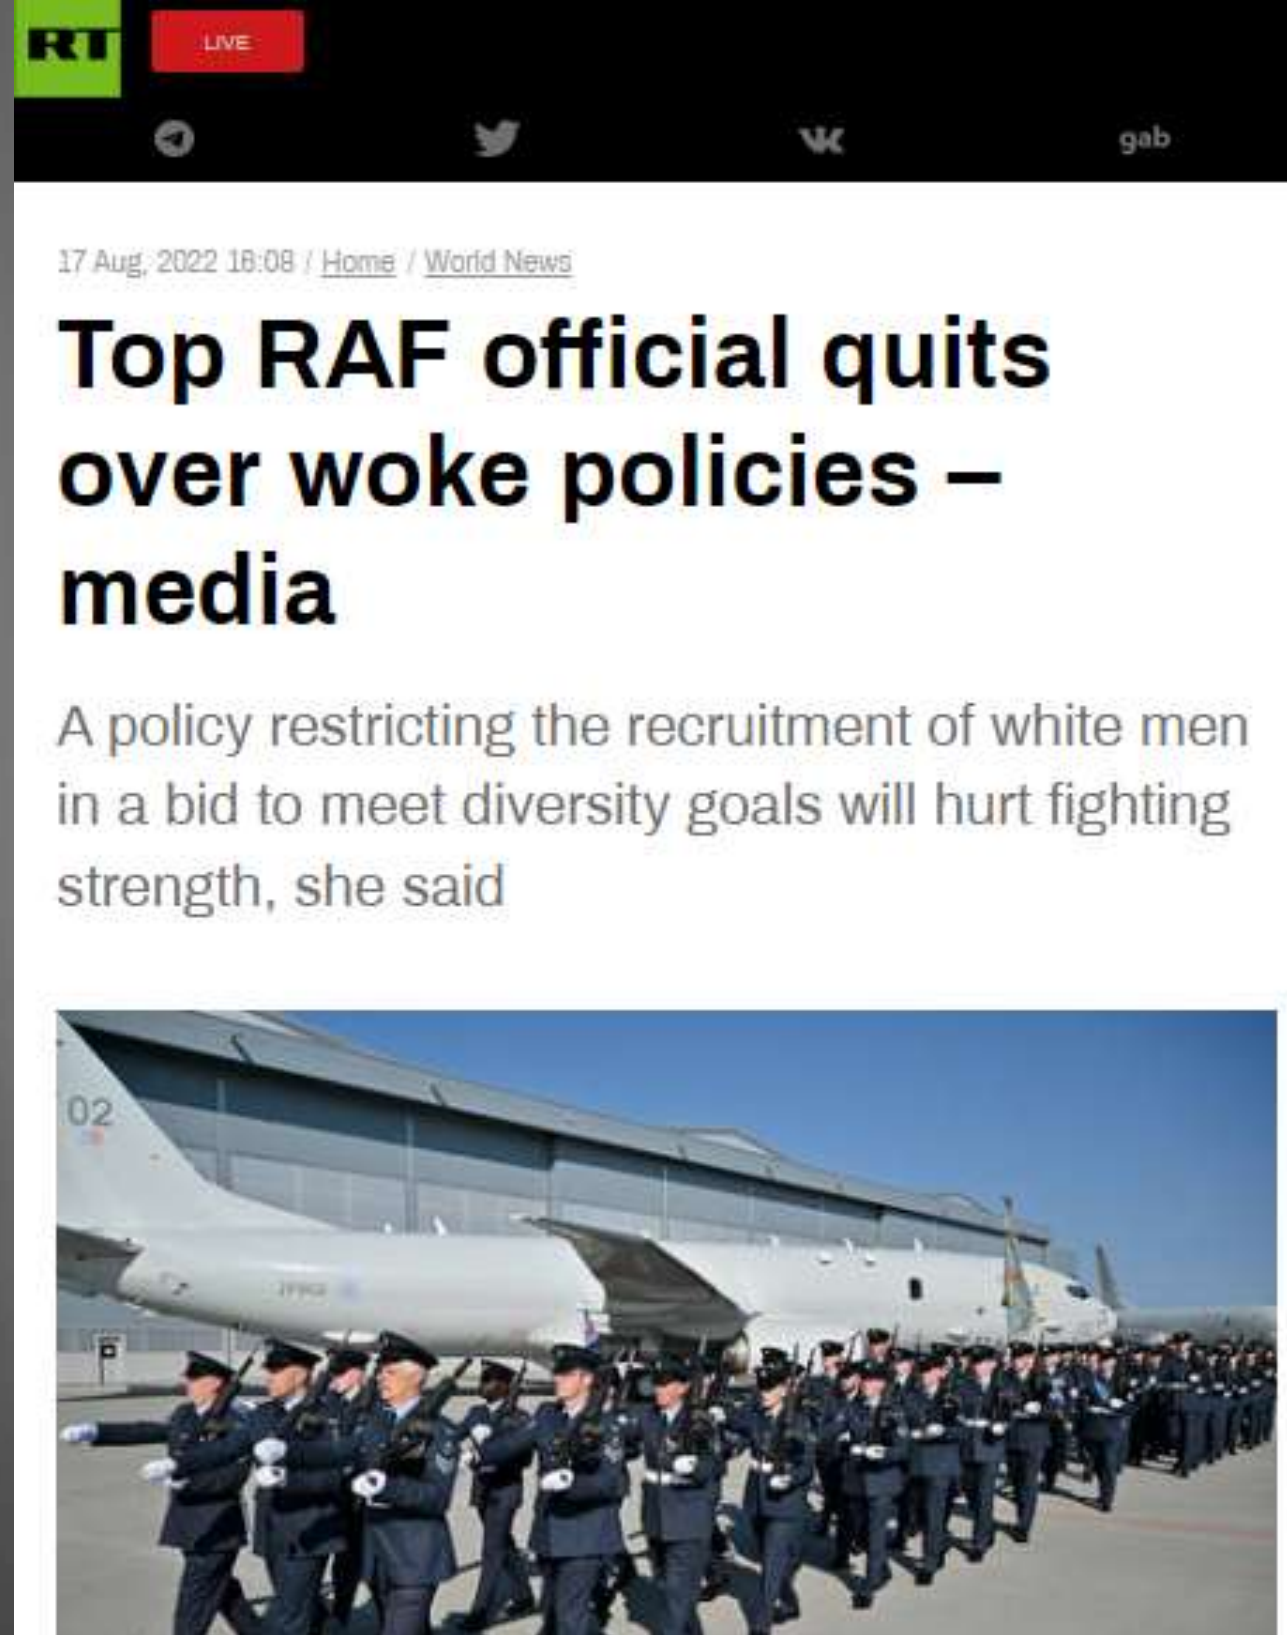 RT
LIVE
gab
17 Aug, 2022 16:08 / Home / World News
Top RAF official quits
over woke policies –
media
A policy restricting the recruitment of white men
in a bid to meet diversity goals will hurt fighting
strength, she said
02